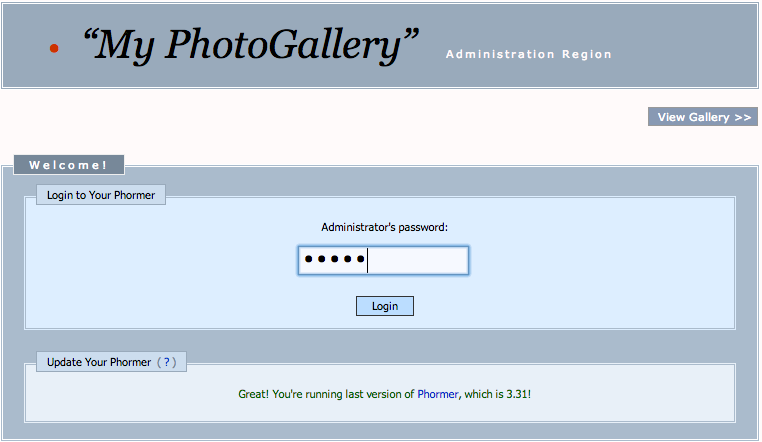 “My PhotoGallery” Administration Region
View Gallery >>
Welcome!
Login to Your Phormer
Administrator's password:
Login
Update Your Phormer ( ? )
Great! You're running last version of Phormer, which is 3.31!